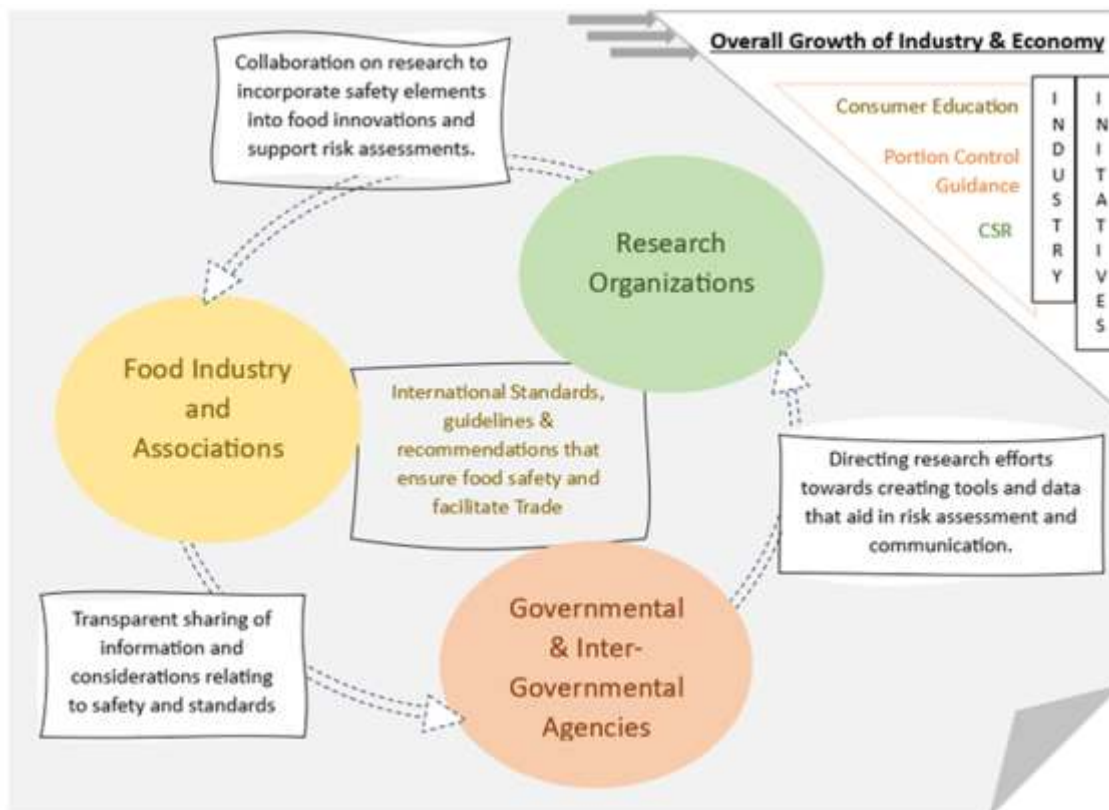 Collaboration on research to
incorporate safety elements
into food innovations and
support risk assessments.
Overall Growth of Industry & Economy
Consumer Education
Portion Control
Guidance
CSR
INDUSTRY
INITATIVES
Research
Organizations
Food Industry
and
Associations
International Standards,
guidelines &
recommendations that
ensure food safety and
facilitate Trade
Directing research efforts
towards creating tools and data
that aid in risk assessment and
communication.
Transparent sharing of
information and
considerations relating
to safety and standards
Governmental
& Inter-
Governmental
Agencies